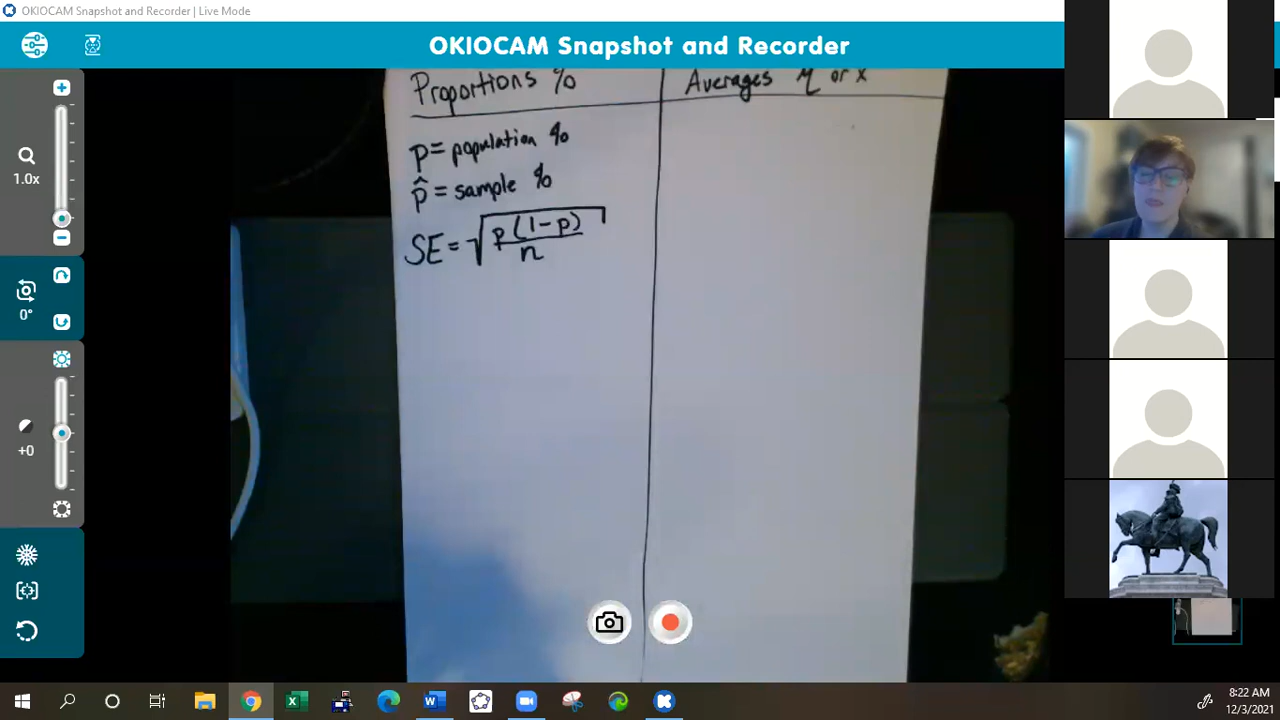 OKIOCAM Snapshot and Recorder | Live Mode
OKIOCAM Snapshot and Recorder
1.0x
0°
+0
Proportions %
Averages μ or x
p = population %
p̂ = sample %
SE = √ p(1-p)
n
8:22 AM
12/3/2021